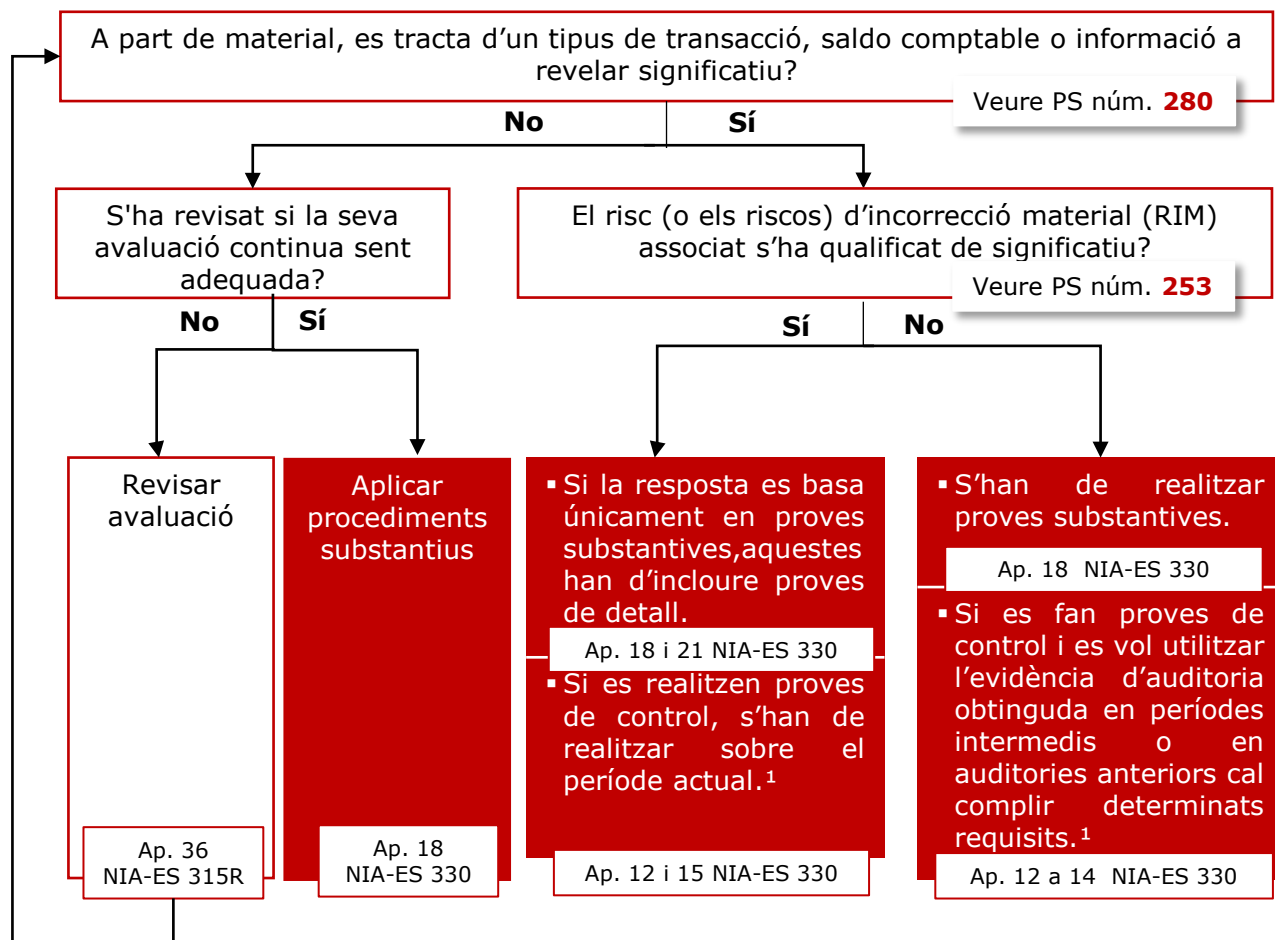 A part de material, es tracta d’un tipus de transacció, saldo comptable o informació a
revelar significatiu?
Veure PS núm. 280
No
Sí
S'ha revisat si la seva
avaluació continua sent
adequada?
El risc (o els riscos) d’incorrecció material (RIM)
associat s’ha qualificat de significatiu?
Veure PS núm. 253
No
Sí
Sí
No
Revisar
avaluació
Ap. 36
NIA-ES 315R
Aplicar
procediments
substantius
Ap. 18
NIA-ES 330
▪ Si la resposta es basa
únicament en proves
substantives,aquestes
han d’incloure proves
de detall.
Ap. 18 i 21 NIA-ES 330
▪ Si es realitzen proves
de control, s’han de
realitzar sobre el
període actual.¹
Ap. 12 i 15 NIA-ES 330
▪ S’han de realitzar
proves substantives.
Ap. 18 NIA-ES 330
▪ Si es fan proves de
control i es vol utilitzar
l’evidència d’auditoria
obtinguda en períodes
intermedis o en
auditories anteriors cal
complir determinats
requisits.¹
Ap. 12 a 14 NIA-ES 330